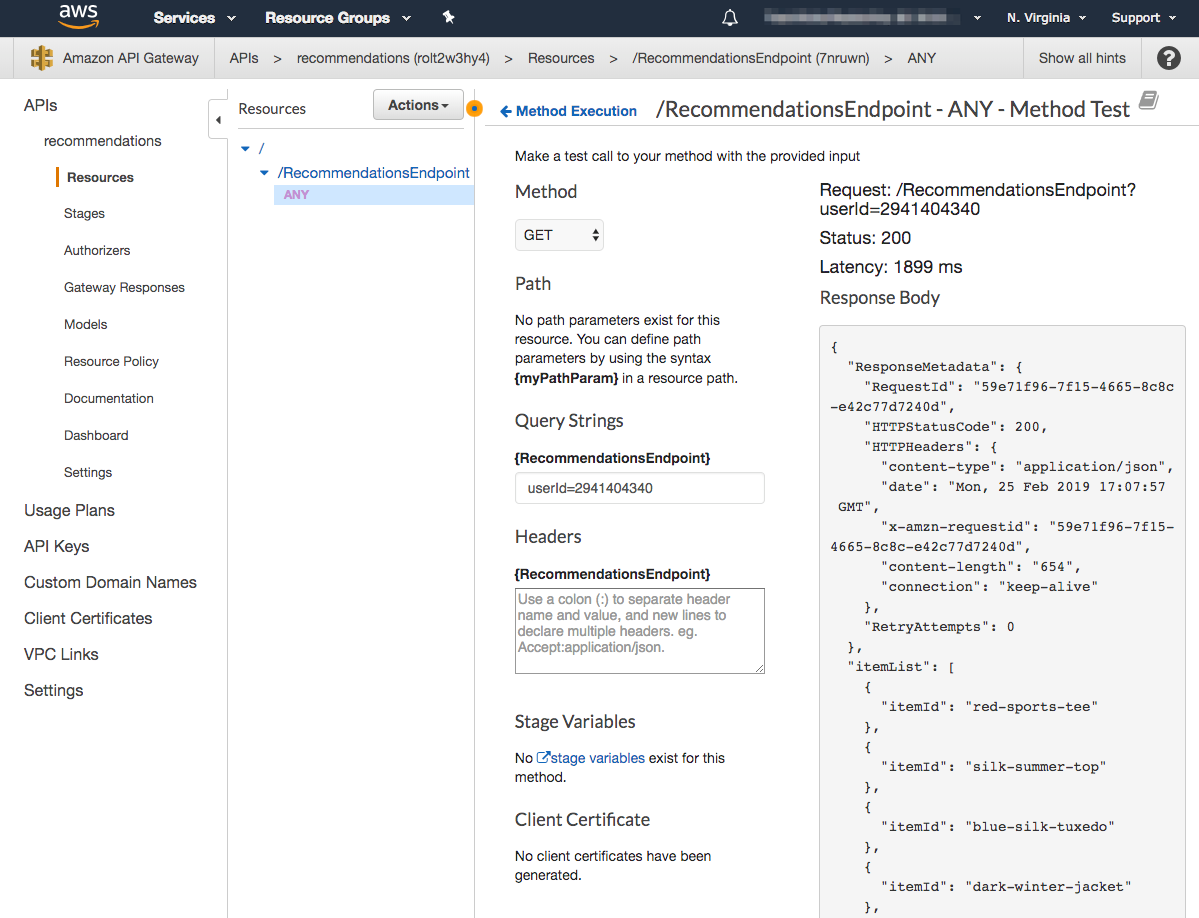 aws
Services
Resource Groups
N. Virginia
Support
Amazon API Gateway
APIs > recommendations (rolt2w3hy4) > Resources > /RecommendationsEndpoint (7nruwn) > ANY
Show all hints
?
APIs
recommendations
Resources
Stages
Authorizers
Gateway Responses
Models
Resource Policy
Documentation
Dashboard
Settings
Usage Plans
API Keys
Custom Domain Names
Client Certificates
VPC Links
Settings
Resources
Actions
/
/RecommendationsEndpoint
ANY
Method Execution
/RecommendationsEndpoint - ANY - Method Test
Make a test call to your method with the provided input
Method
GET
Path
No path parameters exist for this
resource. You can define path
parameters by using the syntax
{myPathParam} in a resource path.
Query Strings
{RecommendationsEndpoint}
userId=2941404340
Headers
{RecommendationsEndpoint}
Use a colon (:) to separate header
name and value, and new lines to
declare multiple headers. eg.
Accept:application/json.
Stage Variables
No stage variables exist for this
method.
Client Certificate
No client certificates have been
generated.
Request: /RecommendationsEndpoint?
userId=2941404340
Status: 200
Latency: 1899 ms
Response Body
{
"ResponseMetadata": {
"RequestId": "59e71f96-7f15-4665-8c8c
-e42c77d7240d",
"HTTPStatusCode": 200,
"HTTPHeaders": {
"content-type": "application/json",
"date": "Mon, 25 Feb 2019 17:07:57
GMT",
"x-amzn-requestid": "59e71f96-7f15-
4665-8c8c-e42c77d7240d",
"content-length": "654",
"connection": "keep-alive"
},
"RetryAttempts": 0
},
"itemList": [
{
"itemId": "red-sports-tee"
},
{
"itemId": "silk-summer-top"
},
{
"itemId": "blue-silk-tuxedo"
},
{
"itemId": "dark-winter-jacket"
},